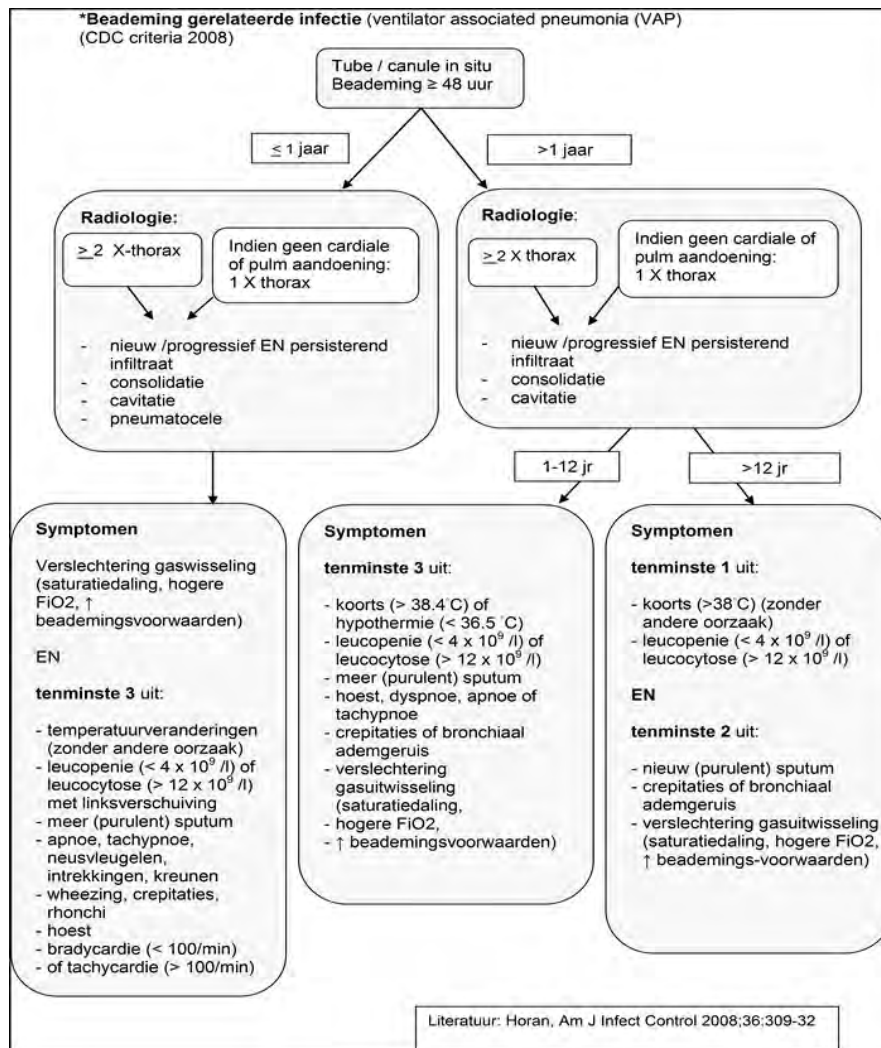 *Beademing gerelateerde infectie (ventilator associated pneumonia (VAP)
(CDC criteria 2008)
Tube / canule in situ
Beademing ≥ 48 uur
≤ 1 jaar
>1 jaar
Radiologie:
≥ 2 X-thorax
Indien geen cardiale
of pulm aandoening:
1 X thorax
- nieuw /progressief EN persisterend
infiltraat
- consolidatie
- cavitatie
- pneumatocele
Radiologie:
≥ 2 X thorax
Indien geen cardiale of
pulm aandoening:
1 X thorax
- nieuw /progressief EN persisterend
infiltraat
- consolidatie
- cavitatie
1-12 jr
>12 jr
Symptomen
Verslechtering gaswisseling
(saturatiedaling, hogere
FiO2, ↑
beademingsvoorwaarden)
EN
tenminste 3 uit:
- temperatuurveranderingen
(zonder andere oorzaak)
- leucopenie (< 4 x 10⁹ /l) of
leucocytose (> 12 x 10⁹ /l)
met linksverschuiving
- meer (purulent) sputum
- apnoe, tachypnoe,
neusvleugelen,
intrekkingen, kreunen
- wheezing, crepitaties,
rhonchi
- hoest
- bradycardie (< 100/min)
- of tachycardie (> 100/min)
Symptomen
tenminste 3 uit:
- koorts (> 38.4°C) of
hypothermie (< 36.5 °C)
- leucopenie (< 4 x 10⁹ /l) of
leucocytose (> 12 x 10⁹ /l)
- meer (purulent) sputum
- hoest, dyspnoe, apnoe of
tachypnoe
- crepitaties of bronchiaal
ademgeruis
- verslechtering
gasuitwisseling
(saturatiedaling,
- hogere FiO2,
- ↑ beademingsvoorwaarden)
Symptomen
tenminste 1 uit:
- koorts (>38°C) (zonder
andere oorzaak)
- leucopenie (< 4 x 10⁹ /l) of
leucocytose (> 12 x 10⁹ /l)
EN
tenminste 2 uit:
- nieuw (purulent) sputum
- crepitaties of bronchiaal
ademgeruis
- verslechtering gasuitwisseling
(saturatiedaling, hogere FiO2,
↑ beademings-voorwaarden)
Literatuur: Horan, Am J Infect Control 2008;36:309-32